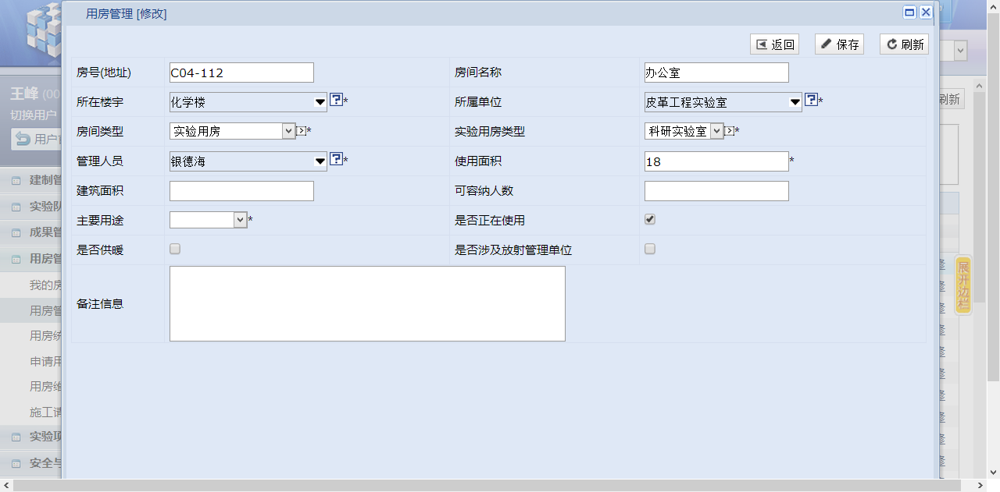 用房管理 [修改]
返回 保存 刷新
王峰 (00
切换用户
用户
房号(地址) C04-112 房间名称 办公室
所在楼宇 化学楼 ?* 所属单位 皮革工程实验室 ?*
房间类型 实验用房 * 实验用房类型 科研实验室 *
管理人员 银德海 ?* 使用面积 18 *
建筑面积 可容纳人数
主要用途 * 是否正在使用
是否供暖 是否涉及放射管理单位
备注信息
建制管
实验队
成果管
用房管
我的房
用房管
用房统
申请用
用房维
施工请
实验项
安全与
刷新
展开边栏